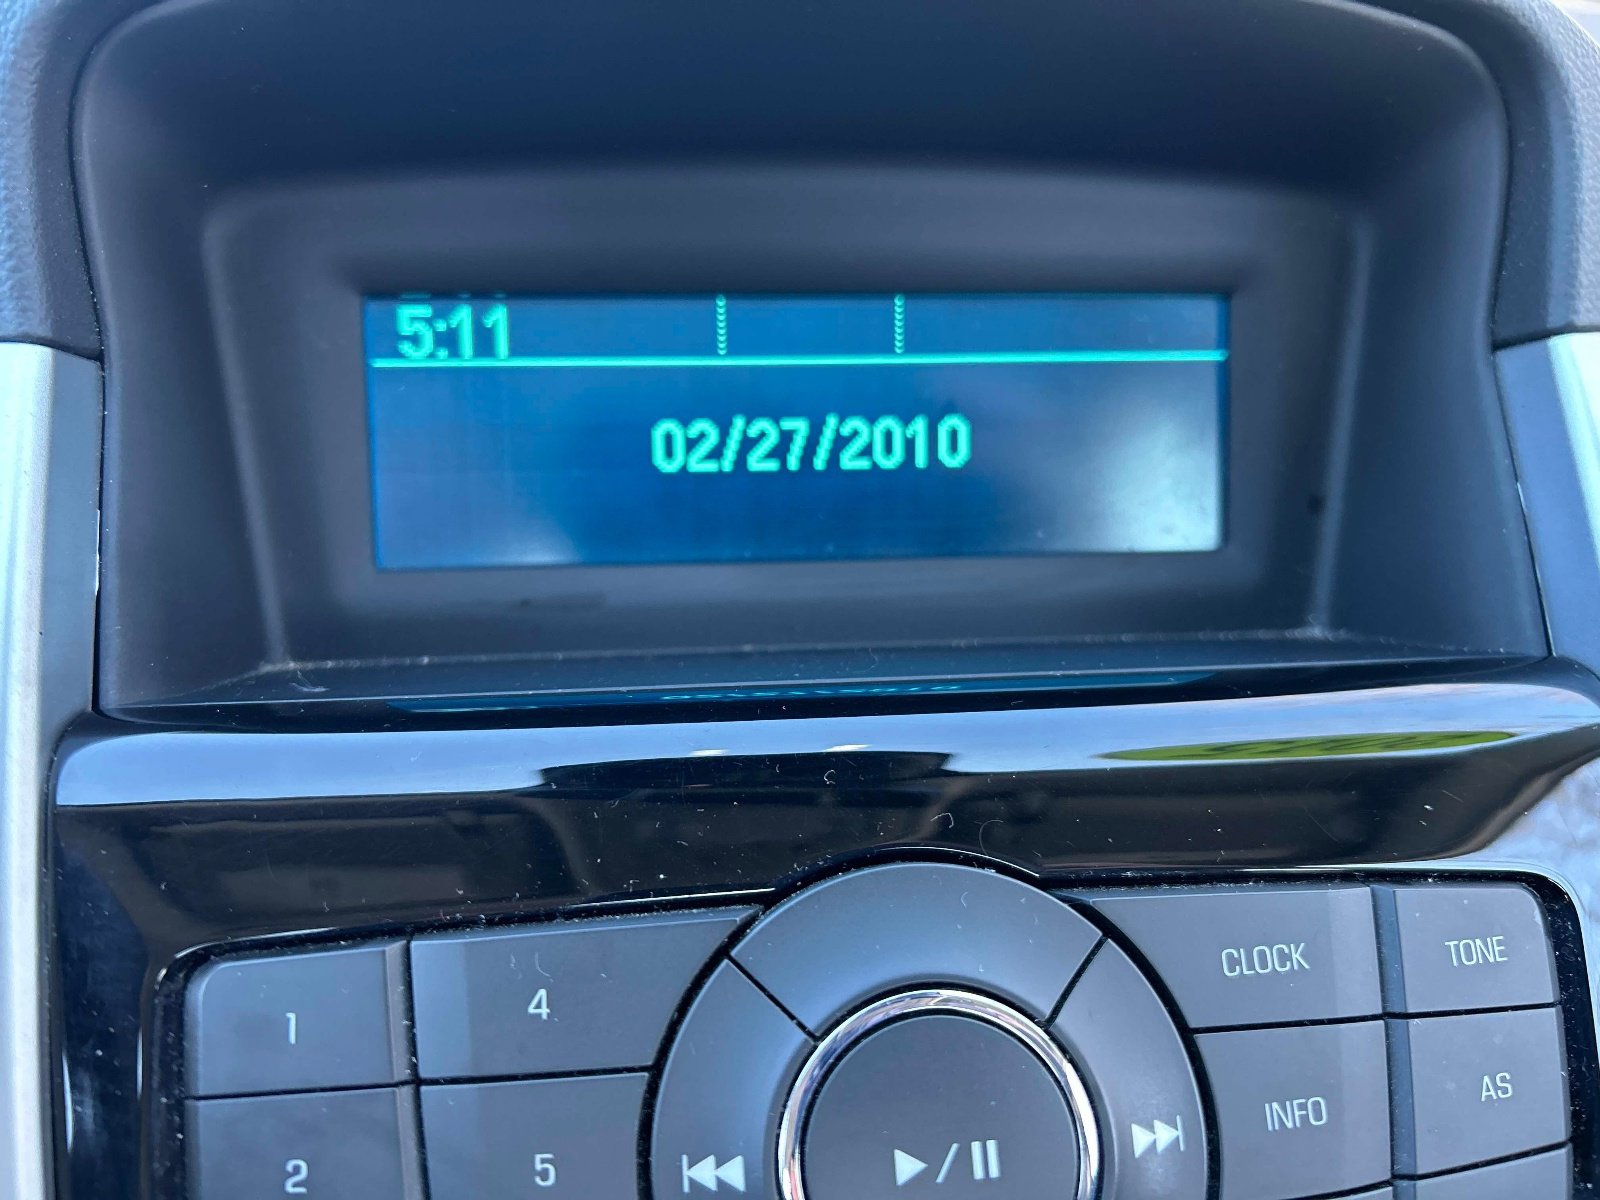 5:11
02/27/2010
CLOCK
TONE
1
4
INFO
AS
2
5